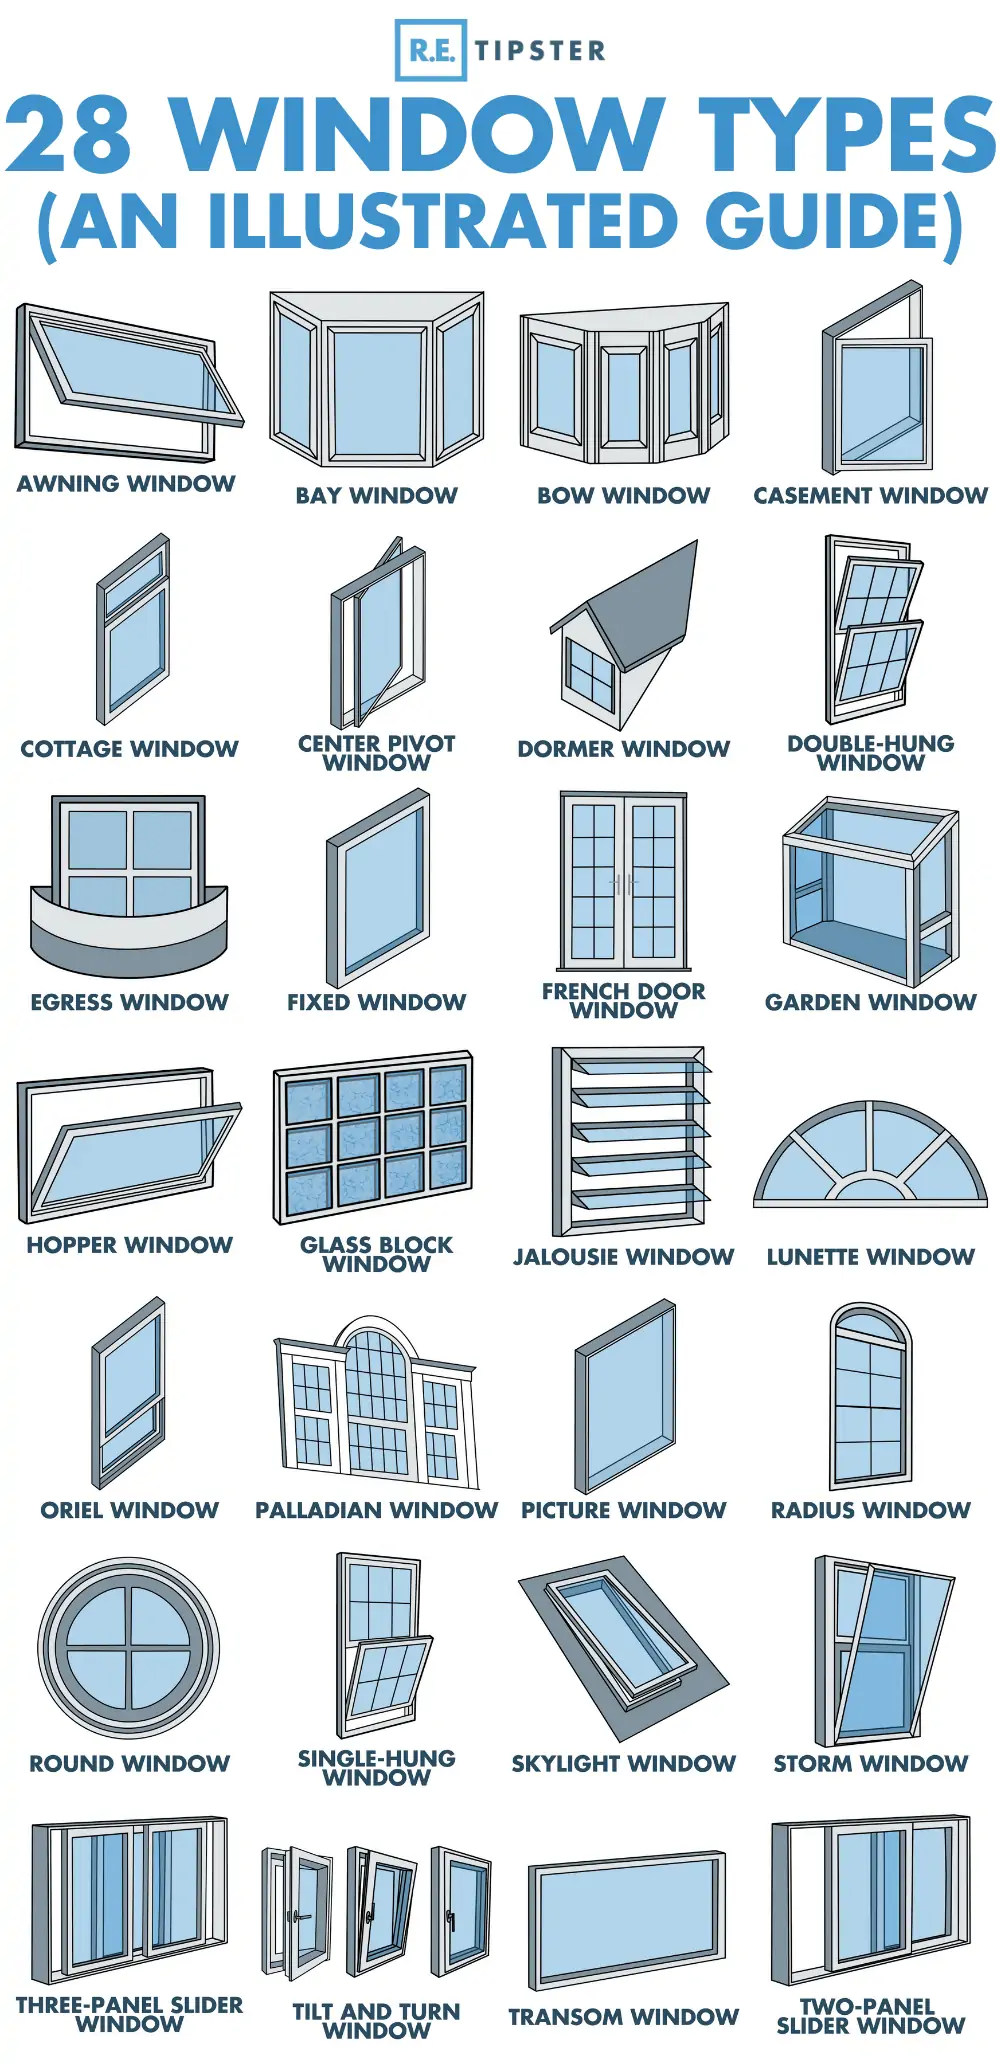 R.E. TIPSTER
28 WINDOW TYPES
(AN ILLUSTRATED GUIDE)
AWNING WINDOW
BAY WINDOW
BOW WINDOW
CASEMENT WINDOW
COTTAGE WINDOW
CENTER PIVOT
WINDOW
DORMER WINDOW
DOUBLE-HUNG
WINDOW
EGRESS WINDOW
FIXED WINDOW
FRENCH DOOR
WINDOW
GARDEN WINDOW
HOPPER WINDOW
GLASS BLOCK
WINDOW
JALOUSIE WINDOW
LUNETTE WINDOW
ORIEL WINDOW
PALLADIAN WINDOW
PICTURE WINDOW
RADIUS WINDOW
ROUND WINDOW
SINGLE-HUNG
WINDOW
SKYLIGHT WINDOW
STORM WINDOW
THREE-PANEL SLIDER
WINDOW
TILT AND TURN
WINDOW
TRANSOM WINDOW
TWO-PANEL
SLIDER WINDOW